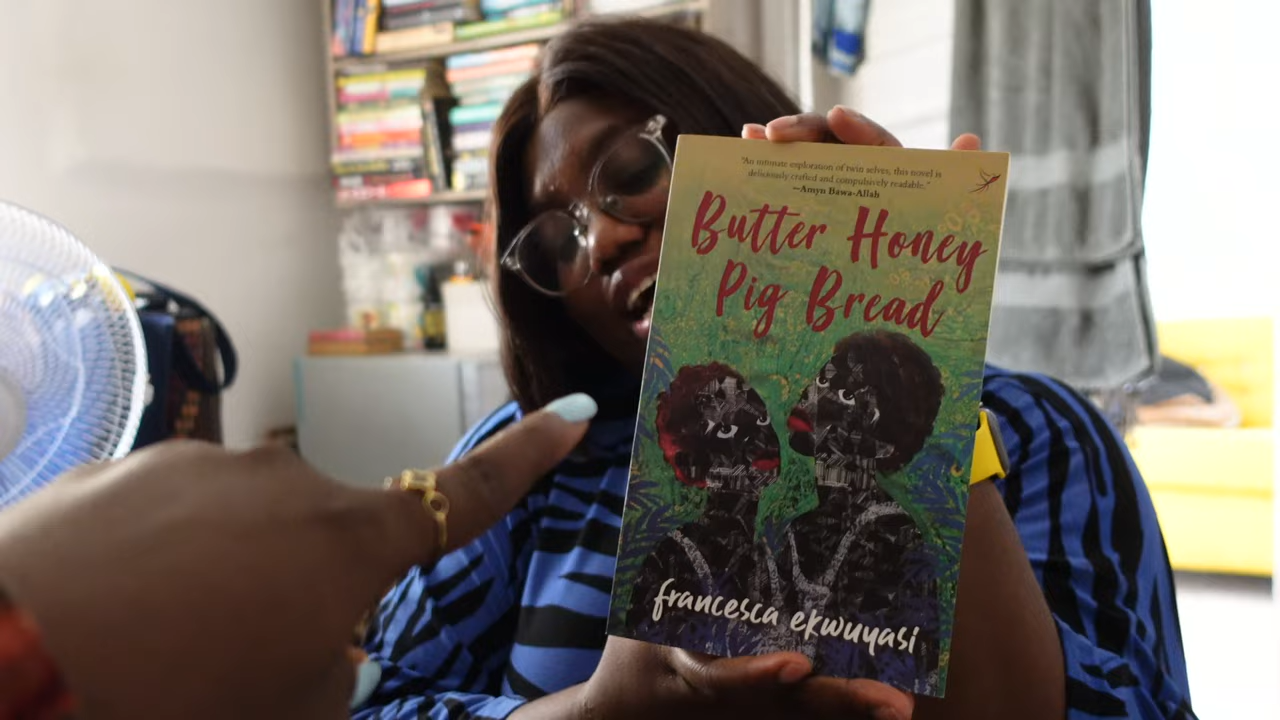 "An intimate exploration of twin selves, this novel is
deliciously crafted and compulsively readable."
—Amyn Bawa-Allah
Butter Honey
Pig Bread
francesca ekwuyasi